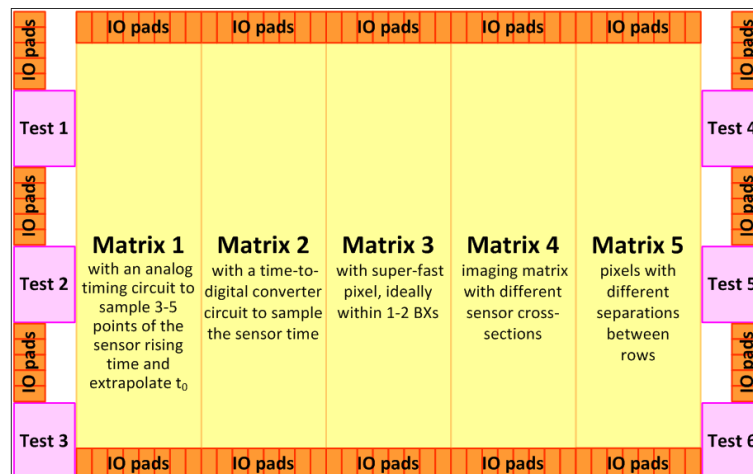 IO pads
IO pads IO pads IO pads IO pads IO pads
IO pads
Test 1
Test 4
IO pads
IO pads
Matrix 1
with an analog
timing circuit to
sample 3-5
points of the
sensor rising
time and
extrapolate t₀
Matrix 2
with a time-to-
digital converter
circuit to sample
the sensor time
Matrix 3
with super-fast
pixel, ideally
within 1-2 BXs
Matrix 4
imaging matrix
with different
sensor cross-
sections
Matrix 5
pixels with
different
separations
between
rows
Test 2
Test 5
IO pads
IO pads
Test 3
Test 6
IO pads IO pads IO pads IO pads IO pads